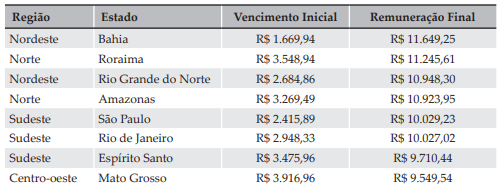 Região Estado Vencimento Inicial Remuneração Final
Nordeste Bahia R$ 1.669,94 R$ 11.649,25
Norte Roraima R$ 3.548,94 R$ 11.245,61
Nordeste Rio Grande do Norte R$ 2.684,86 R$ 10.948,30
Norte Amazonas R$ 3.269,49 R$ 10.923,95
Sudeste São Paulo R$ 2.415,89 R$ 10.029,23
Sudeste Rio de Janeiro R$ 2.948,33 R$ 10.027,02
Sudeste Espírito Santo R$ 3.475,96 R$ 9.710,44
Centro-oeste Mato Grosso R$ 3.916,96 R$ 9.549,54